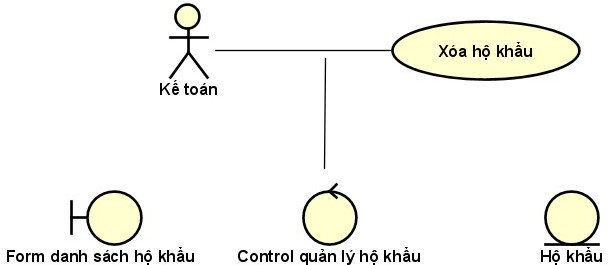 Xóa hộ khẩu
Kế toán
Form danh sách hộ khẩu
Control quản lý hộ khẩu
Hộ khẩu